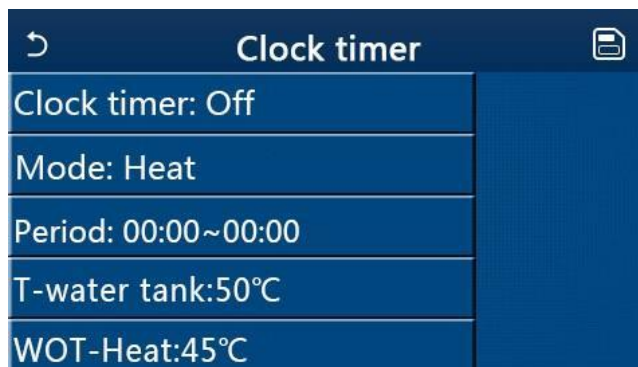 Clock timer
Clock timer: Off
Mode: Heat
Period: 00:00~00:00
T-water tank:50℃
WOT-Heat:45℃